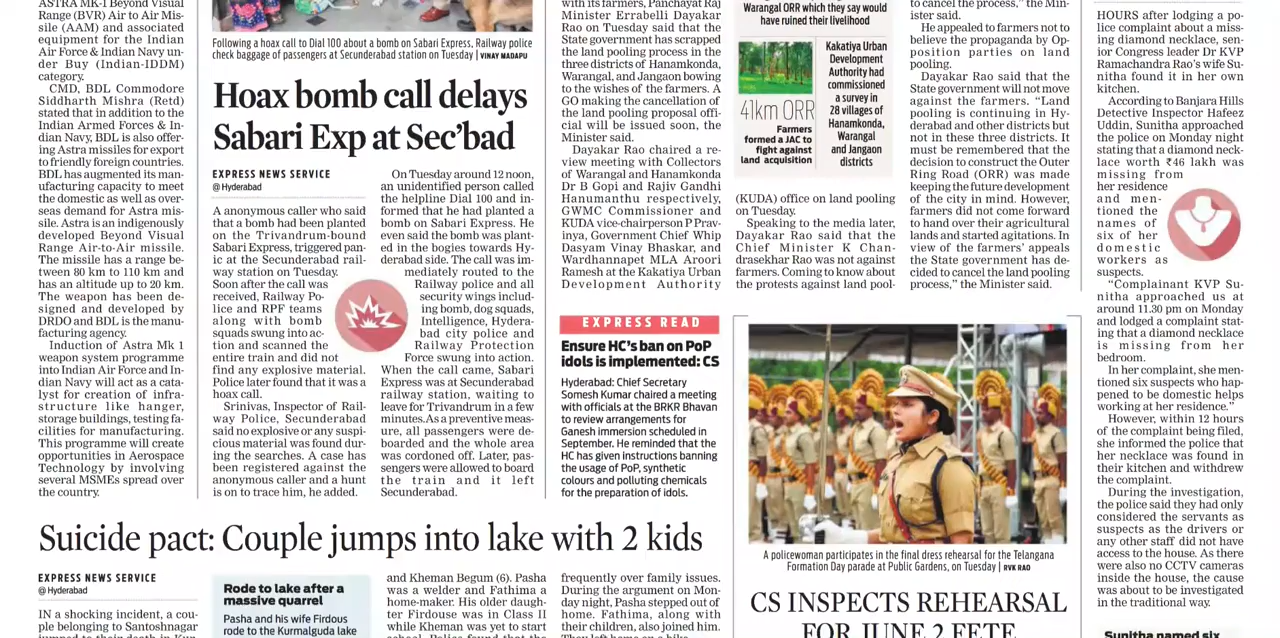 ASTRA MK-1 Beyond Visual
Range (BVR) Air to Air Mis-
sile (AAM) and associated
equipment for the Indian
Air Force & Indian Navy un-
der Buy (Indian-IDDM)
category.
CMD, BDL Commodore
Siddharth Mishra (Retd)
stated that in addition to the
Indian Armed Forces & In-
dian Navy, BDL is also offer-
ing Astra missiles for export
to friendly foreign countries.
BDL has augmented its man-
ufacturing capacity to meet
the domestic as well as over-
seas demand for Astra mis-
sile. Astra is an indigenously
developed Beyond Visual
Range Air-to-Air missile.
The missile has a range be-
tween 80 km to 110 km and
has an altitude up to 20 km.
The weapon has been de-
signed and developed by
DRDO and BDL is the manu-
facturing agency.
Induction of Astra Mk 1
weapon system programme
into Indian Air Force and In-
dian Navy will act as a cata-
lyst for creation of infra-
structure like hanger,
storage buildings, testing fa-
cilities for manufacturing.
This programme will create
opportunities in Aerospace
Technology by involving
several MSMEs spread over
the country.
Following a hoax call to Dial 100 about a bomb on Sabari Express, Railway police
check baggage of passengers at Secunderabad station on Tuesday | VINAY MADAPU
Hoax bomb call delays
Sabari Exp at Sec'bad
EXPRESS NEWS SERVICE
@ Hyderabad
A anonymous caller who said
that a bomb had been planted
on the Trivandrum-bound
Sabari Express, triggered pan-
ic at the Secunderabad rail-
way station on Tuesday.
Soon after the call was
received, Railway Po-
lice and RPF teams
along with bomb
squads swung into ac-
tion and scanned the
entire train and did not
find any explosive material.
Police later found that it was a
hoax call.
Srinivas, Inspector of Rail-
way Police, Secunderabad
said no explosive or any suspi-
cious material was found dur-
ing the searches. A case has
been registered against the
anonymous caller and a hunt
is on to trace him, he added.
On Tuesday around 12 noon,
an unidentified person called
the helpline Dial 100 and in-
formed that he had planted a
bomb on Sabari Express. He
even said the bomb was plant-
ed in the bogies towards Hy-
derabad side. The call was im-
mediately routed to the
Railway police and all
security wings includ-
ing bomb, dog squads,
Intelligence, Hydera-
bad city police and
Railway Protection
Force swung into action.
When the call came, Sabari
Express was at Secunderabad
railway station, waiting to
leave for Trivandrum in a few
minutes.As a preventive meas-
ure, all passengers were de-
boarded and the whole area
was cordoned off. Later, pas-
sengers were allowed to board
the train and it left
Secunderabad.
with its farmers, Panchayat Raj
Minister Errabelli Dayakar
Rao on Tuesday said that the
State government has scrapped
the land pooling process in the
three districts of Hanamkonda,
Warangal, and Jangaon bowing
to the wishes of the farmers. A
GO making the cancellation of
the land pooling proposal offi-
cial will be issued soon, the
Minister said.
Dayakar Rao chaired a re-
view meeting with Collectors
of Warangal and Hanamkonda
Dr B Gopi and Rajiv Gandhi
Hanumanthu respectively,
GWMC Commissioner and
KUDA vice-chairperson P Prav-
inya, Government Chief Whip
Dasyam Vinay Bhaskar, and
Wardhannapet MLA Aroori
Ramesh at the Kakatiya Urban
Development Authority
Warangal ORR which they say would
have ruined their livelihood
41km ORR
Farmers
formed a JAC to
fight against
land acquisition
Kakatiya Urban
Development
Authority had
commissioned
a survey in
28 villages of
Hanamkonda,
Warangal
and Jangaon
districts
(KUDA) office on land pooling
on Tuesday.
Speaking to the media later,
Dayakar Rao said that the
Chief Minister K Chan-
drasekhar Rao was not against
farmers. Coming to know about
the protests against land pool-
to cancel the process," the Min-
ister said.
He appealed to farmers not to
believe the propaganda by Op-
position parties on land
pooling.
Dayakar Rao said that the
State government will not move
against the farmers. "Land
pooling is continuing in Hy-
derabad and other districts but
not in these three districts. It
must be remembered that the
decision to construct the Outer
Ring Road (ORR) was made
keeping the future development
of the city in mind. However,
farmers did not come forward
to hand over their agricultural
lands and started agitations. In
view of the farmers' appeals
the State government has de-
cided to cancel the land pooling
process," the Minister said.
EXPRESS READ
Ensure HC's ban on PoP
idols is implemented: CS
Hyderabad: Chief Secretary
Somesh Kumar chaired a meeting
with officials at the BRKR Bhavan
to review arrangements for
Ganesh immersion scheduled in
September. He reminded that the
HC has given instructions banning
the usage of PoP, synthetic
colours and polluting chemicals
for the preparation of idols.
A policewoman participates in the final dress rehearsal for the Telangana
Formation Day parade at Public Gardens, on Tuesday | RVK RAO
CS INSPECTS REHEARSAL
FOR JUNE 2 FETE
HOURS after lodging a po-
lice complaint about a miss-
ing diamond necklace, sen-
ior Congress leader Dr KVP
Ramachandra Rao's wife Su-
nitha found it in her own
kitchen.
According to Banjara Hills
Detective Inspector Hafeez
Uddin, Sunitha approached
the police on Monday night
stating that a diamond neck-
lace worth ₹46 lakh was
missing from
her residence
and men-
tioned the
names of
six of her
domestic
workers as
suspects.
"Complainant KVP Su-
nitha approached us at
around 11.30 pm on Monday
and lodged a complaint stat-
ing that a diamond necklace
is missing from her
bedroom.
In her complaint, she men-
tioned six suspects who hap-
pened to be domestic helps
working at her residence."
However, within 12 hours
of the complaint being filed,
she informed the police that
her necklace was found in
their kitchen and withdrew
the complaint.
During the investigation,
the police said they had only
considered the servants as
suspects as the drivers or
any other staff did not have
access to the house. As there
were also no CCTV cameras
inside the house, the cause
was about to be investigated
in the traditional way.
Sunitha named six
Suicide pact: Couple jumps into lake with 2 kids
EXPRESS NEWS SERVICE
@ Hyderabad
IN a shocking incident, a cou-
ple belonging to Santoshnagar
jumped to their death in Kur-
Rode to lake after a
massive quarrel
Pasha and his wife Firdous
rode to the Kurmalguda lake
and Kheman Begum (6). Pasha
was a welder and Fathima a
home-maker. His older daugh-
ter Firdouse was in Class II
while Kheman was yet to start
school. Police found that the
frequently over family issues.
During the argument on Mon-
day night, Pasha stepped out of
home. Fathima, along with
their children, also joined him.
They left home on a bike